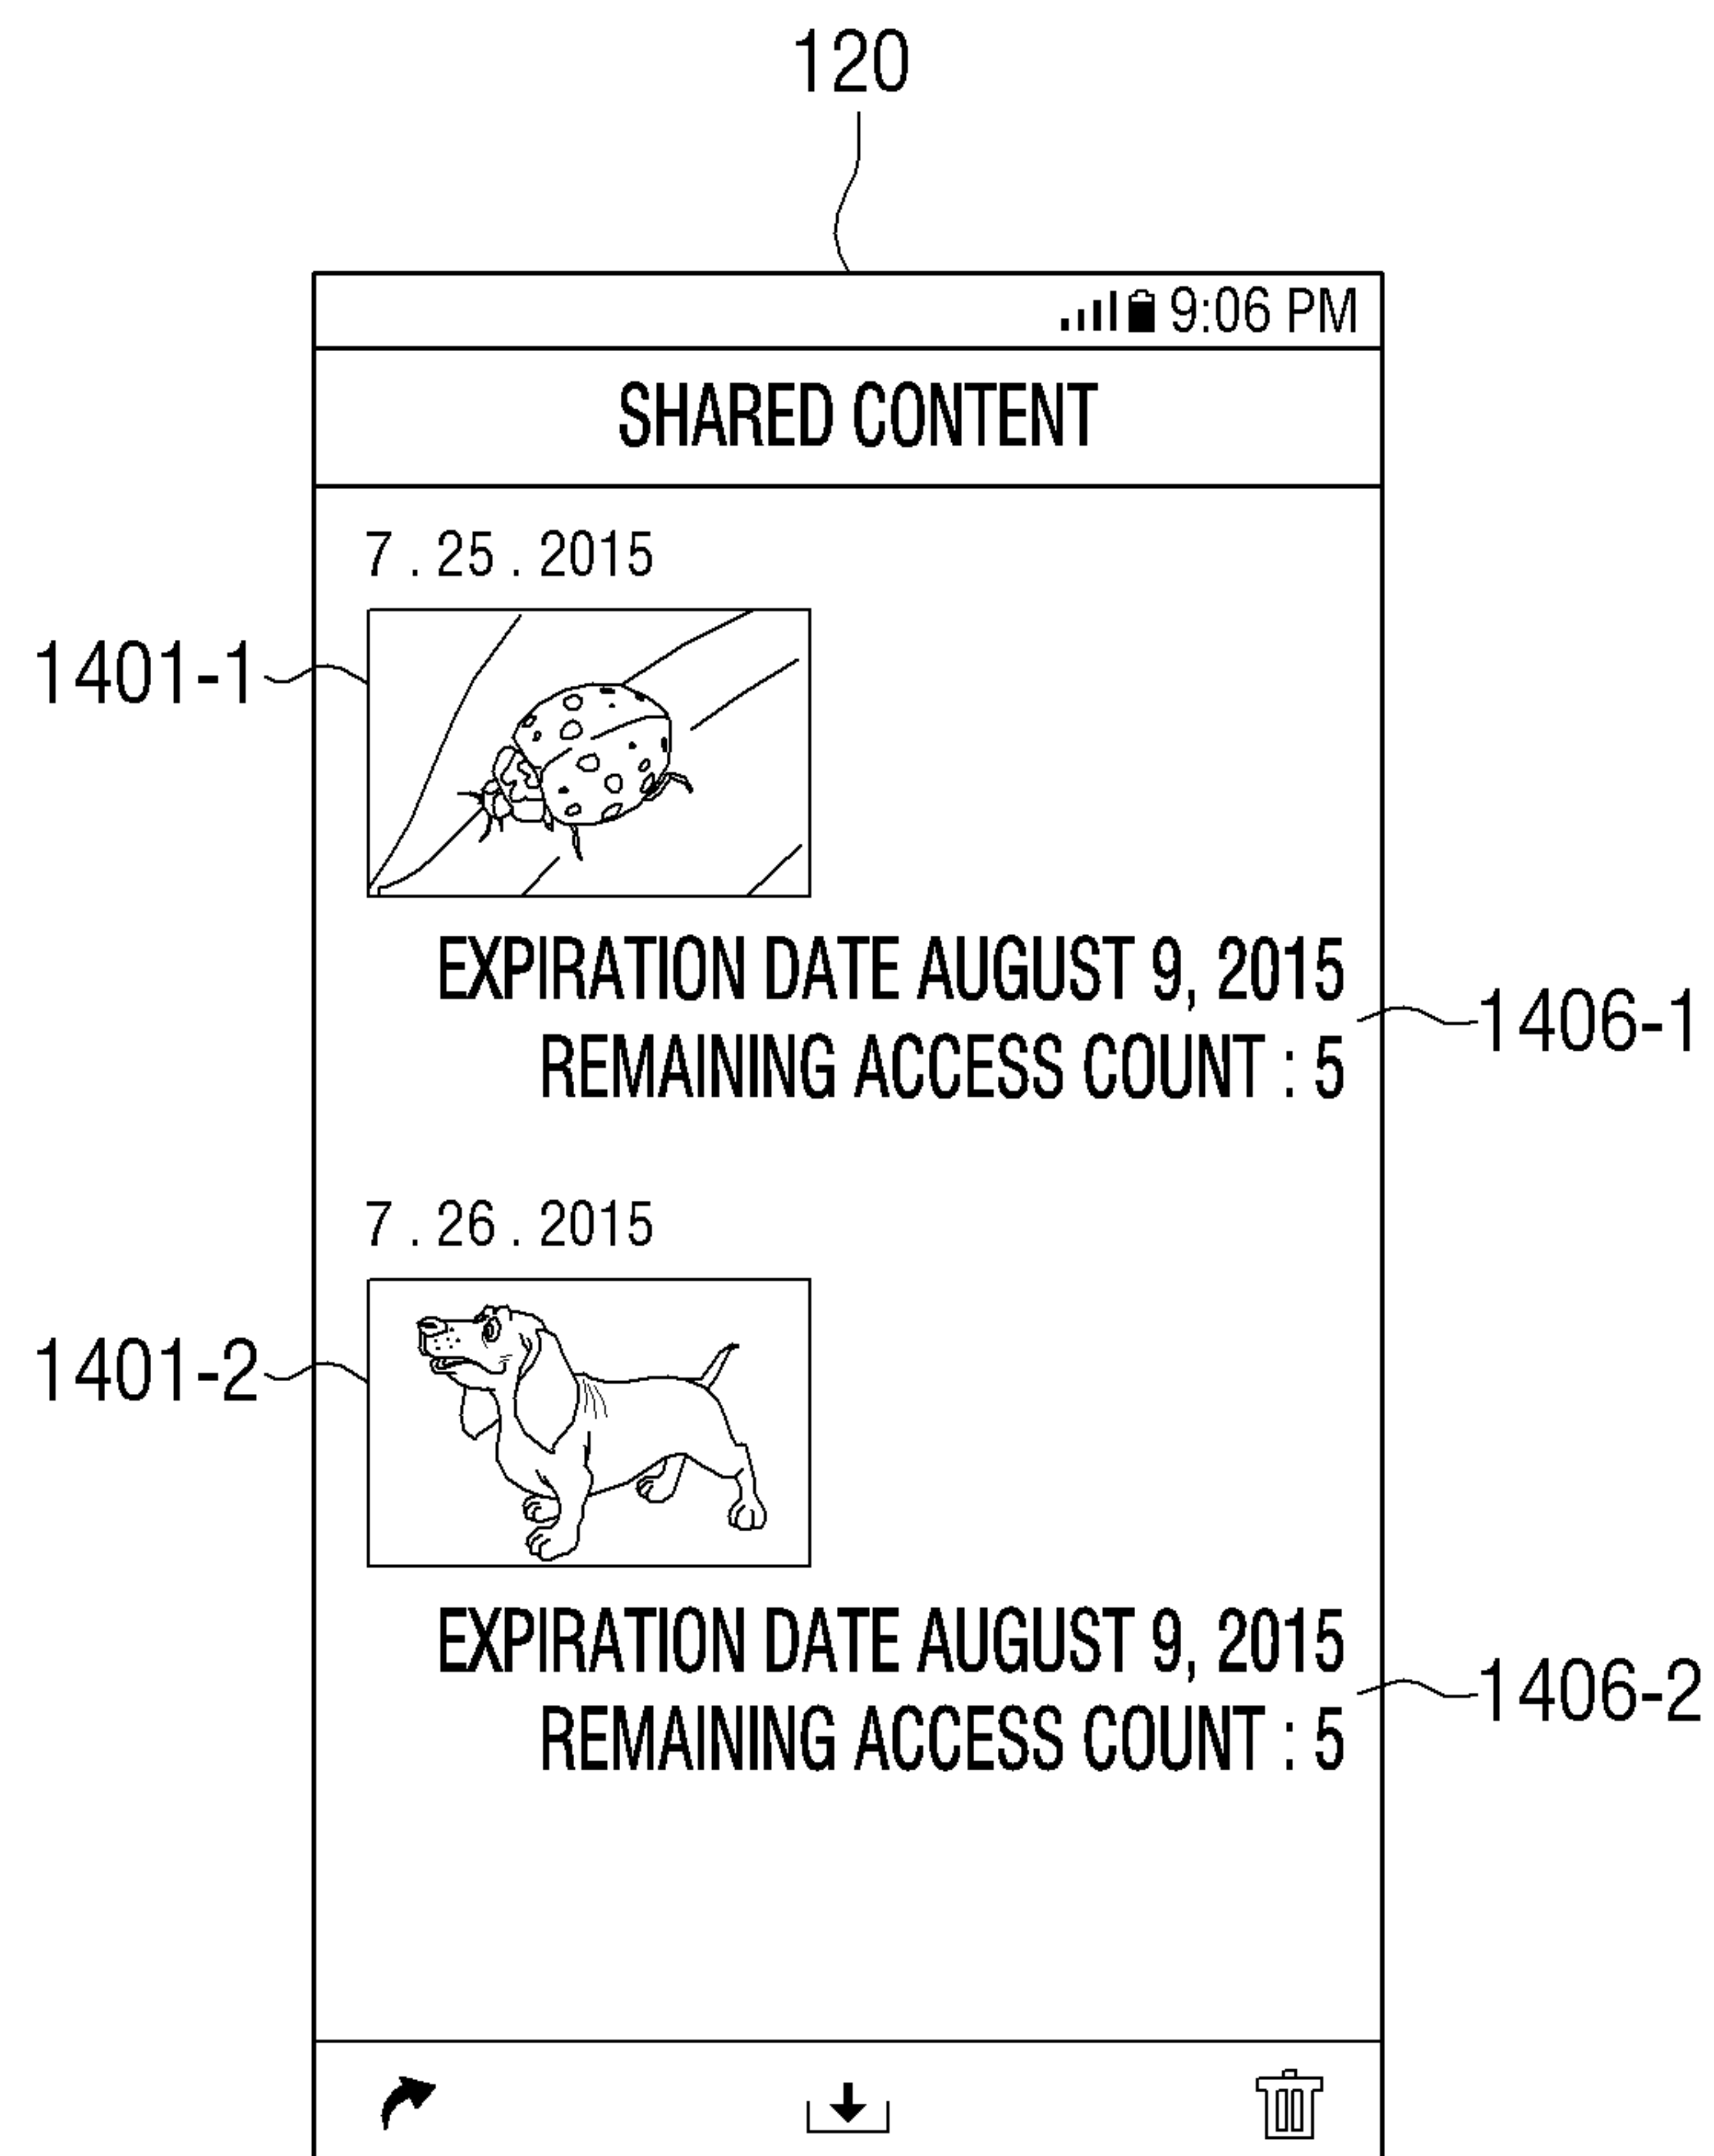 120
9:06 PM
SHARED CONTENT
7 . 25 . 2015
1401-1
EXPIRATION DATE AUGUST 9, 2015
1406-1
REMAINING ACCESS COUNT : 5
7 . 26 . 2015
1401-2
EXPIRATION DATE AUGUST 9, 2015
1406-2
REMAINING ACCESS COUNT : 5